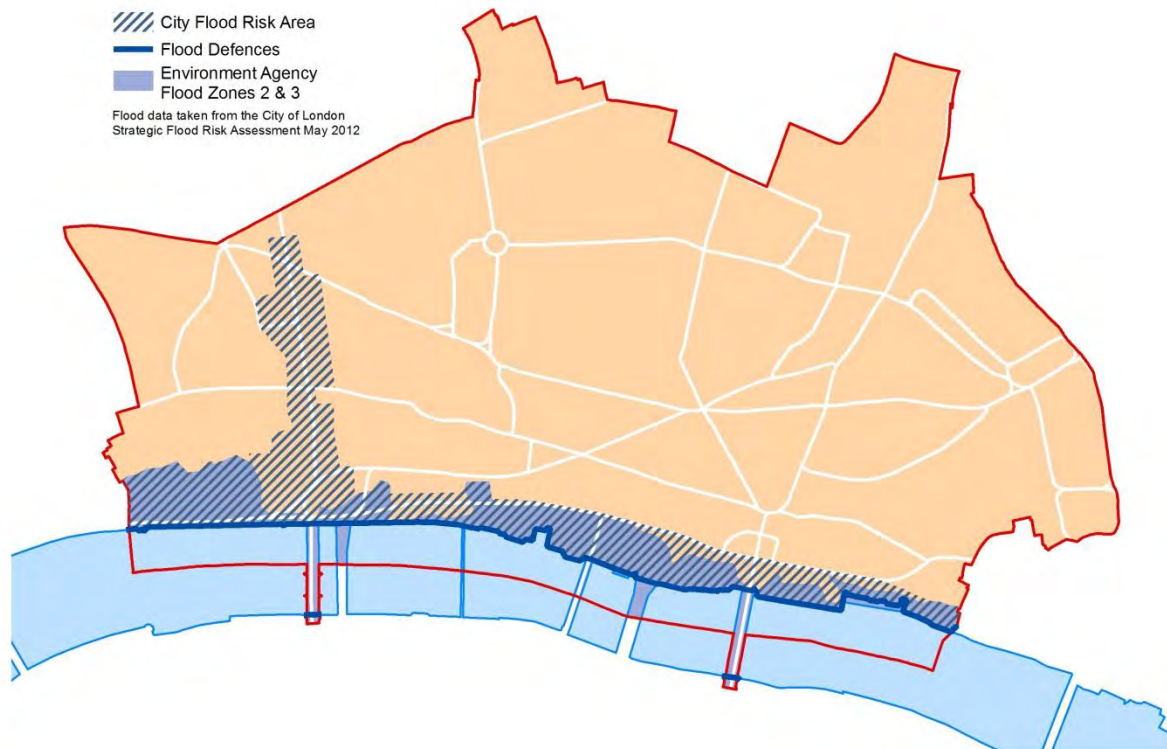 City Flood Risk Area
Flood Defences
Environment Agency
Flood Zones 2 & 3
Flood data taken from the City of London
Strategic Flood Risk Assessment May 2012